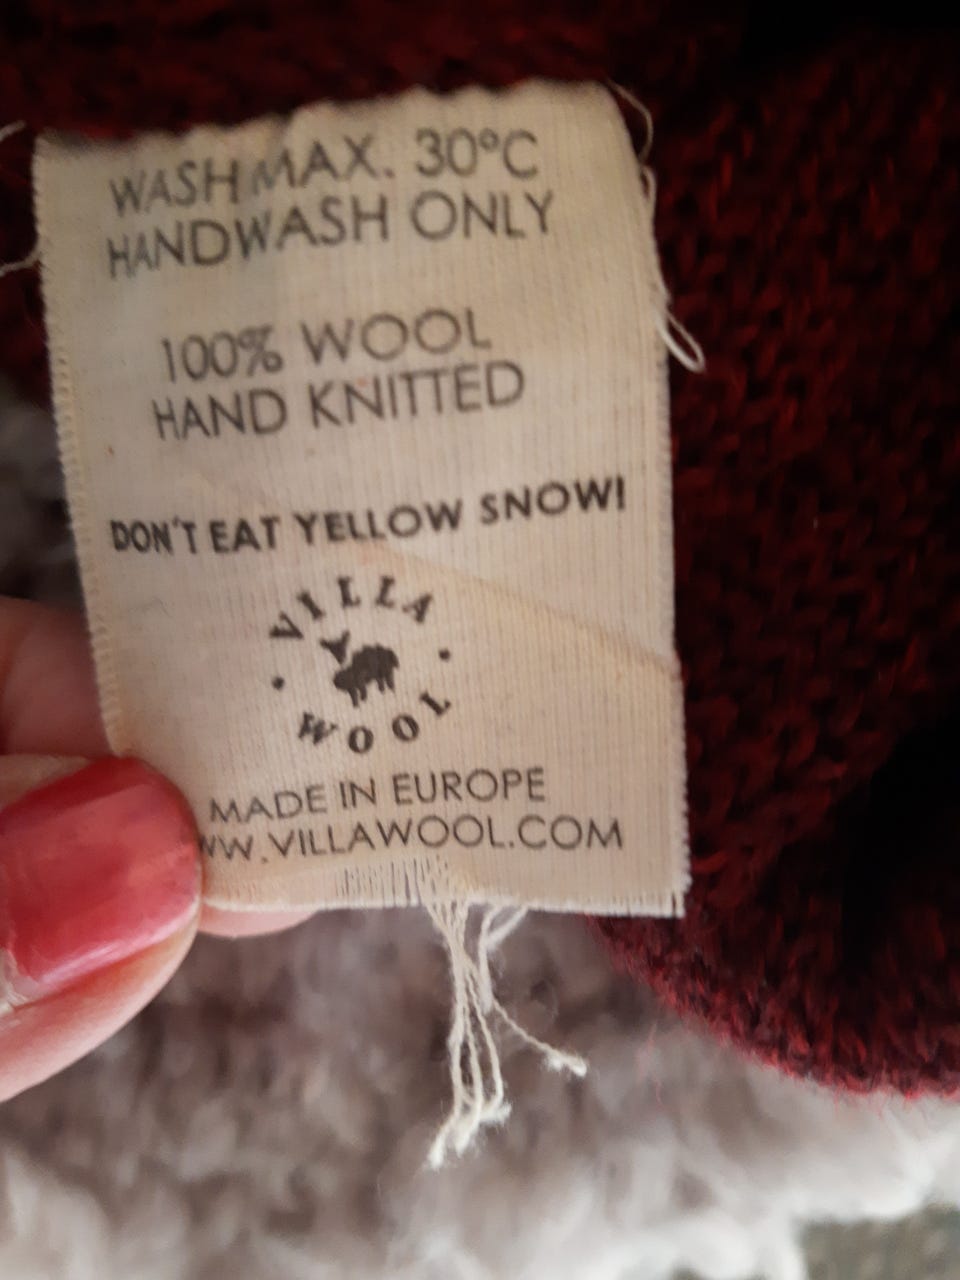 WASH MAX. 30°C
HANDWASH ONLY
100% WOOL
HAND KNITTED
DON'T EAT YELLOW SNOW!
VILLA
WOOL
MADE IN EUROPE
WW.VILLAWOOL.COM